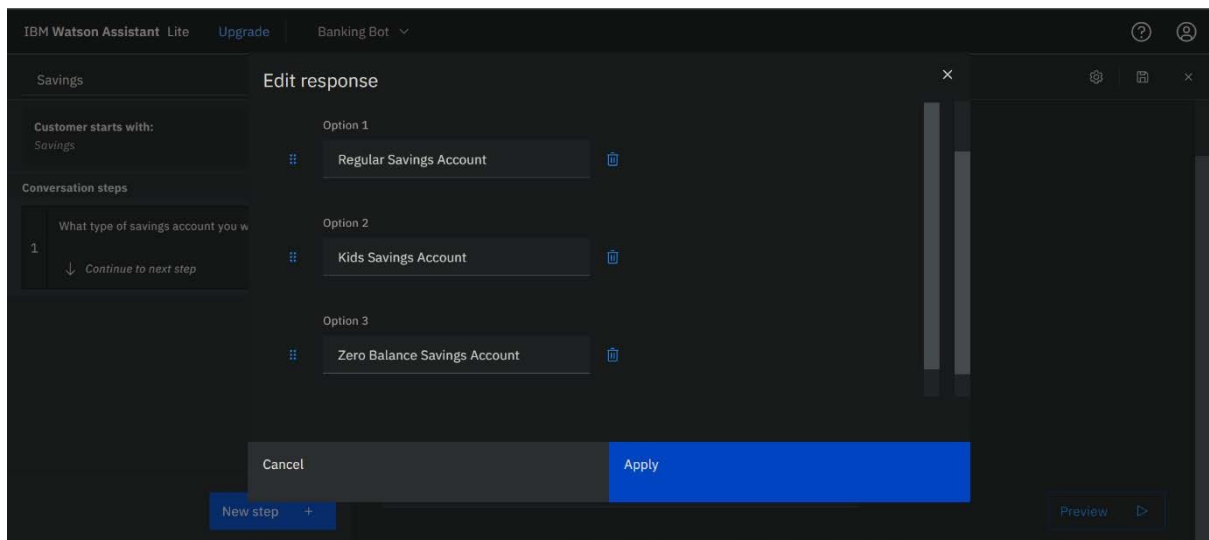 IBM Watson Assistant Lite Upgrade Banking Bot
Savings
Edit response
Customer starts with:
Savings
Option 1
Regular Savings Account
Conversation steps
1 What type of savings account you w
Continue to next step
Option 2
Kids Savings Account
Option 3
Zero Balance Savings Account
Cancel
Apply
New step +
Preview